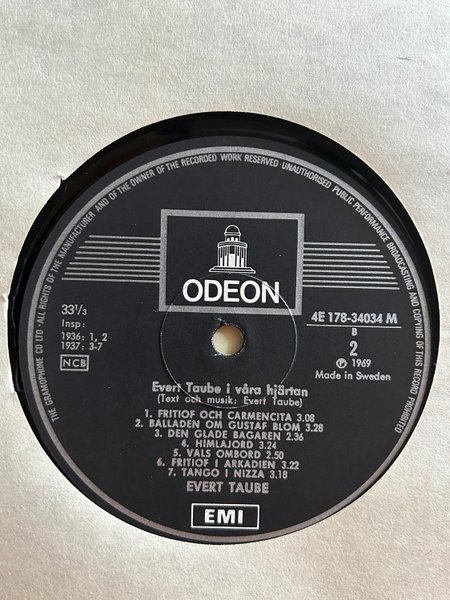 THE GRAMOPHONE CO LTD · ALL RIGHTS OF THE MANUFACTURER AND OF THE OWNER OF THE RECORDED WORK RESERVED · UNAUTHORISED PUBLIC PERFORMANCE BROADCASTING AND COPYING OF THIS RECORD PROHIBITED
ODEON
33⅓
Insp:
1936: 1, 2
1937: 3-7
NCB
4E 178-34034 M
B
2
℗ 1969
Made in Sweden
Evert Taube i våra hjärtan
(Text och musik: Evert Taube)
1. FRITIOF OCH CARMENCITA 3.08
2. BALLADEN OM GUSTAF BLOM 3.28
3. DEN GLADE BAGAREN 2.36
4. HIMLAJORD 3.24
5. VALS OMBORD 2.50
6. FRITIOF I ARKADIEN 3.22
7. TANGO I NIZZA 3.18
EVERT TAUBE
EMI